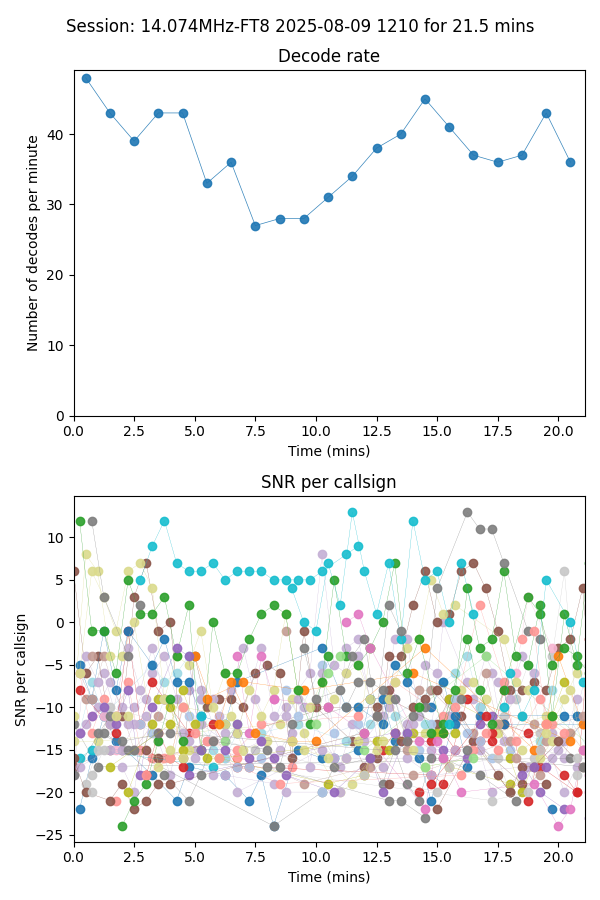 Session: 14.074MHz-FT8 2025-08-09 1210 for 21.5 mins
Decode rate
Number of decodes per minute
40
30
20
10
0
0.0 2.5 5.0 7.5 10.0 12.5 15.0 17.5 20.0
Time (mins)
SNR per callsign
SNR per callsign
10
5
0
−5
−10
−15
−20
−25
0.0 2.5 5.0 7.5 10.0 12.5 15.0 17.5 20.0
Time (mins)